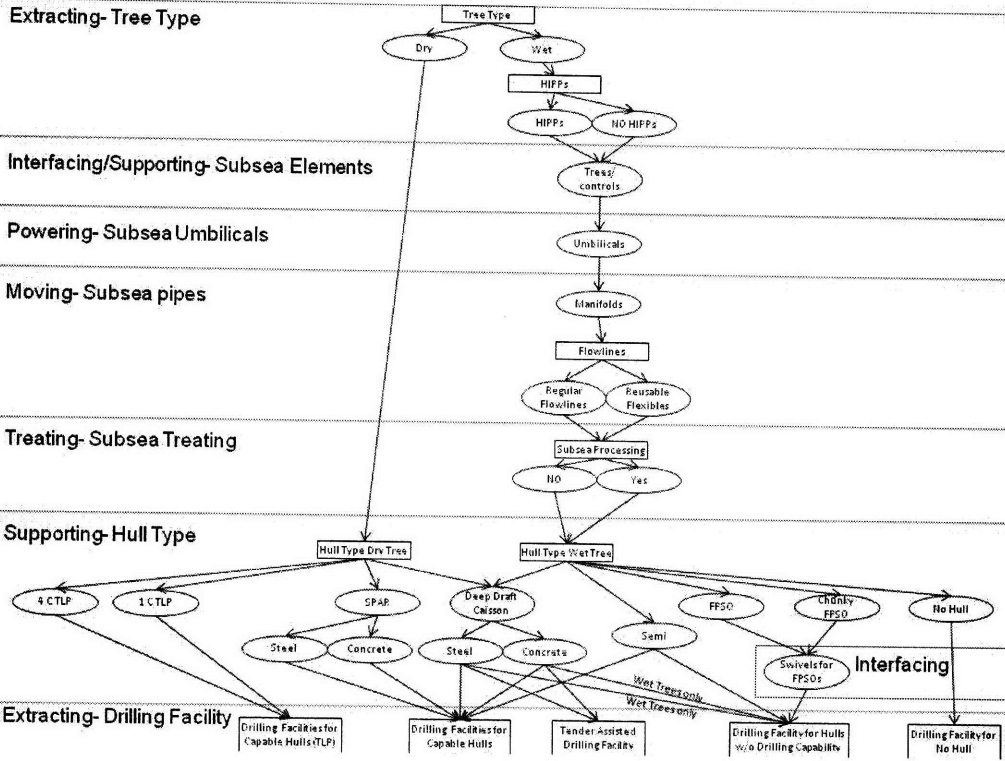 Extracting- Tree Type
Tree Type
Dry
Wet
HIPPs
HIPPs
NO HIPPs
Interfacing/Supporting- Subsea Elements
Trees/
controls
Powering- Subsea Umbilicals
Umbilicals
Moving- Subsea pipes
Manifolds
Flowlines
Regular
Flowlines
Reusable
Flexibles
Treating- Subsea Treating
Subsea Processing
NO
Yes
Supporting- Hull Type
Hull Type Dry Tree
Hull Type Wet Tree
4 CTLP
1 CTLP
SPAR
Deep Draft
Caisson
FPSO
Chunky
FPSO
No Hull
Steel
Concrete
Steel
Concrete
Semi
Swivels for
FPSOs
Interfacing
Wet Trees only
Wet Trees only
Extracting- Drilling Facility
Drilling Facilities for
Capable Hulls (TLP)
Drilling Facilities for
Capable Hulls
Tender Assisted
Drilling Facility
Drilling Facility for Hulls
w/o Drilling Capability
Drilling Facility for
No Hull